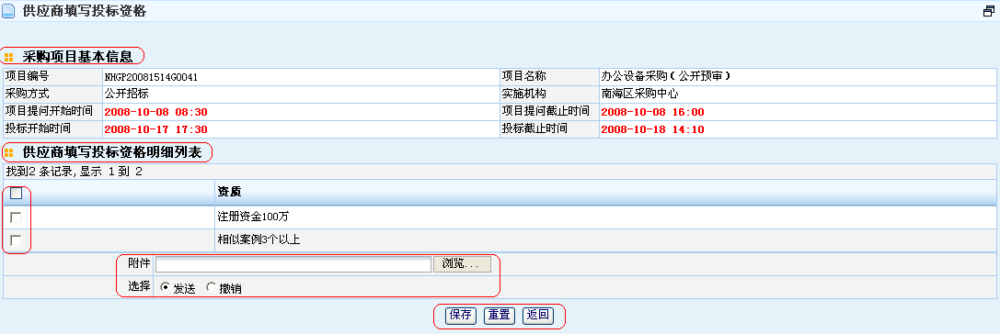 供应商填写投标资格
采购项目基本信息
项目编号 NHGP20081514G0041 项目名称 办公设备采购(公开预审)
采购方式 公开招标 实施机构 南海区采购中心
项目提问开始时间 2008-10-08 08:30 项目提问截止时间 2008-10-08 16:00
投标开始时间 2008-10-17 17:30 投标截止时间 2008-10-18 14:10
供应商填写投标资格明细列表
找到2 条记录,显示 1 到 2
资质
注册资金100万
相似案例3个以上
附件 浏览...
选择 发送 撤销
保存 重置 返回